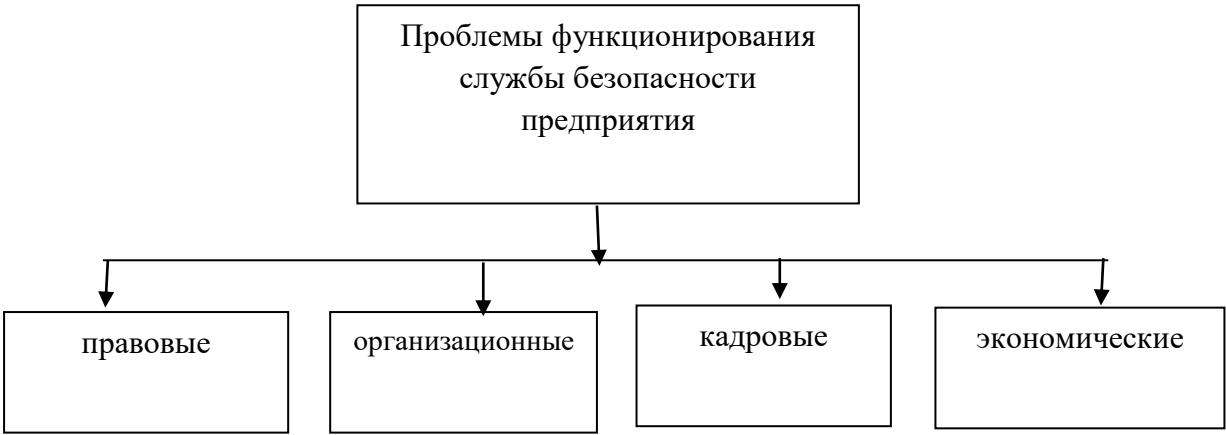 Проблемы функционирования
службы безопасности
предприятия
правовые
организационные
кадровые
экономические